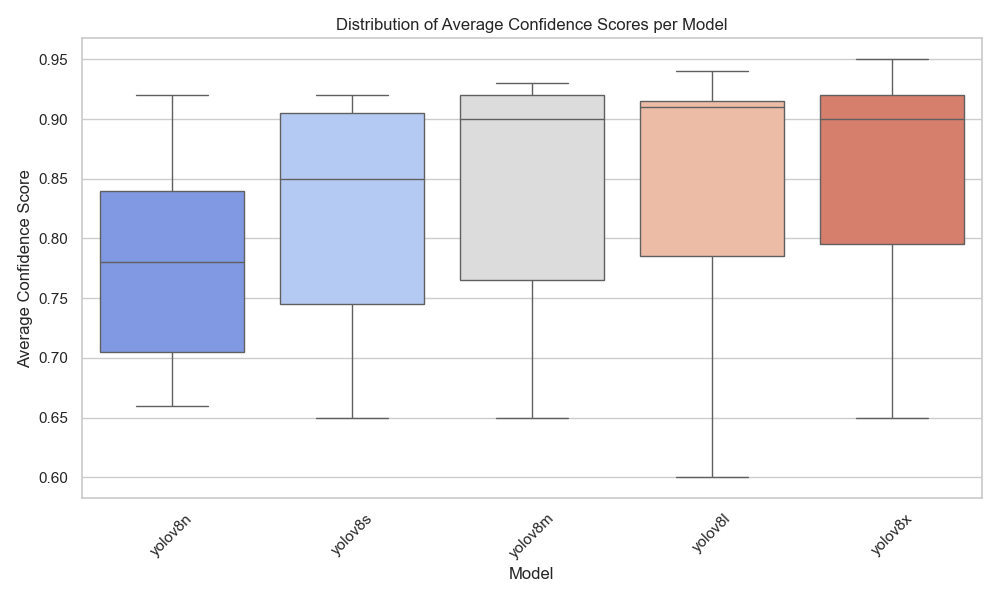 Distribution of Average Confidence Scores per Model
Average Confidence Score
0.95
0.90
0.85
0.80
0.75
0.70
0.65
0.60
yolov8n
yolov8s
yolov8m
yolov8l
yolov8x
Model